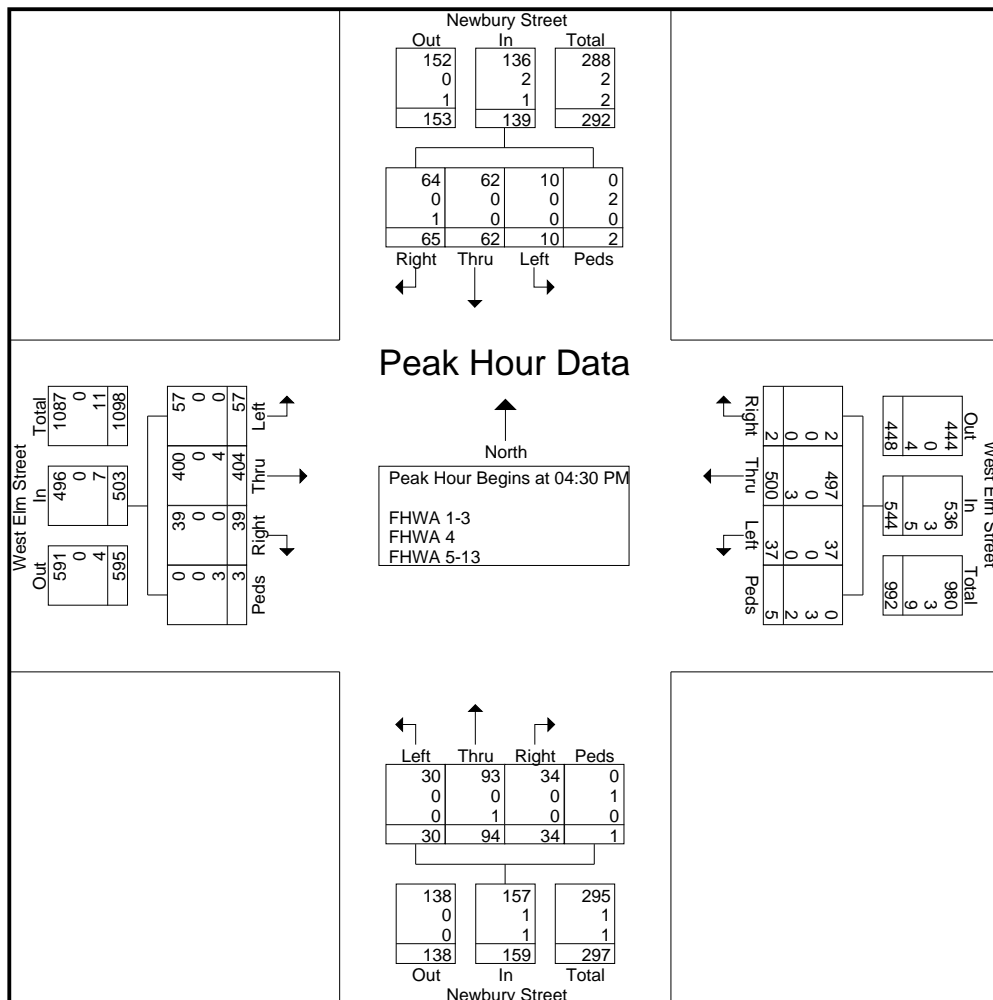 Newbury Street
Out In Total
152 136 288
0 2 2
1 1 2
153 139 292
64 62 10 0
0 0 0 2
1 0 0 0
65 62 10 2
Right Thru Left Peds
Peak Hour Data
North
Peak Hour Begins at 04:30 PM
FHWA 1-3
FHWA 4
FHWA 5-13
West Elm Street
Out In Total
591 496 1087
0 0 0
4 7 11
595 503 1098
0 39 400 57
0 0 0 0
3 0 4 0
3 39 404 57
Peds Right Thru Left
West Elm Street
Out In Total
444 536 980
0 3 3
4 5 9
448 544 992
2 497 37 0
0 0 0 3
0 3 0 2
2 500 37 5
Right Thru Left Peds
Left Thru Right Peds
30 93 34 0
0 0 0 1
0 1 0 0
30 94 34 1
138 157 295
0 1 1
0 1 1
138 159 297
Out In Total
Newbury Street